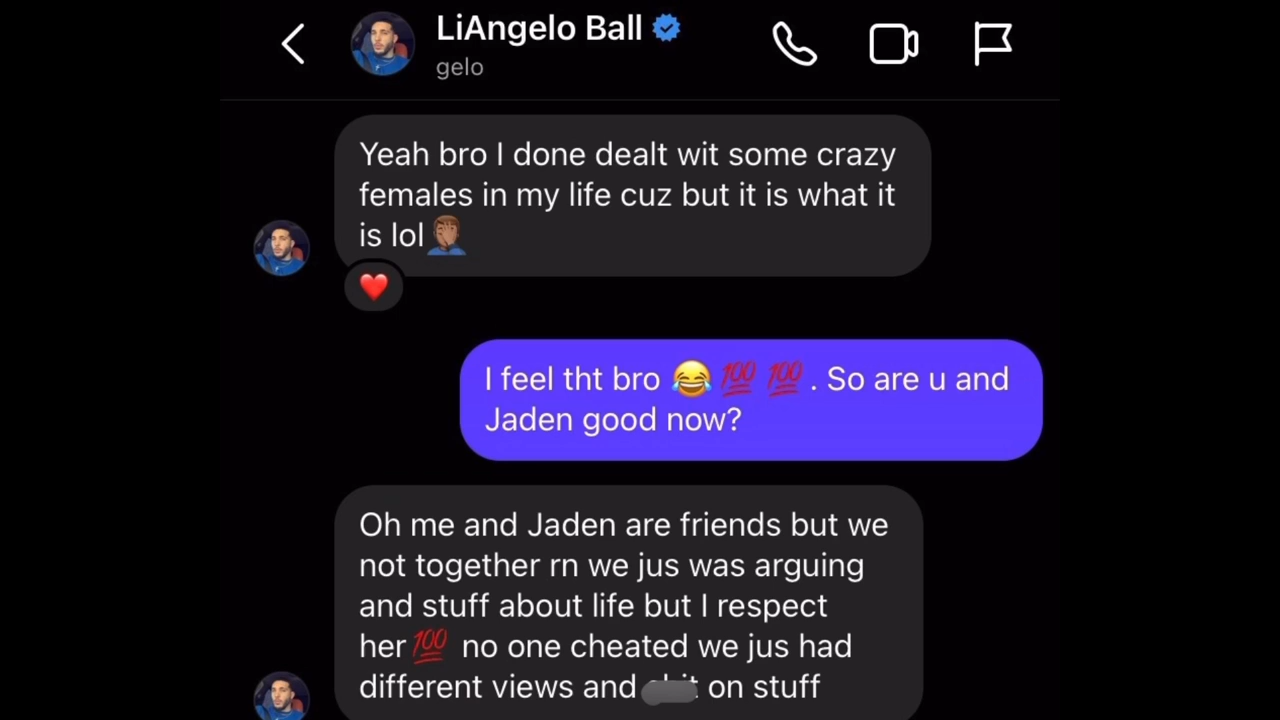 LiAngelo Ball
gelo
Yeah bro I done dealt wit some crazy
females in my life cuz but it is what it
is lol🤦🏽‍♂️
❤️
I feel tht bro 😂💯💯. So are u and
Jaden good now?
Oh me and Jaden are friends but we
not together rn we jus was arguing
and stuff about life but I respect
her💯 no one cheated we jus had
different views and on stuff